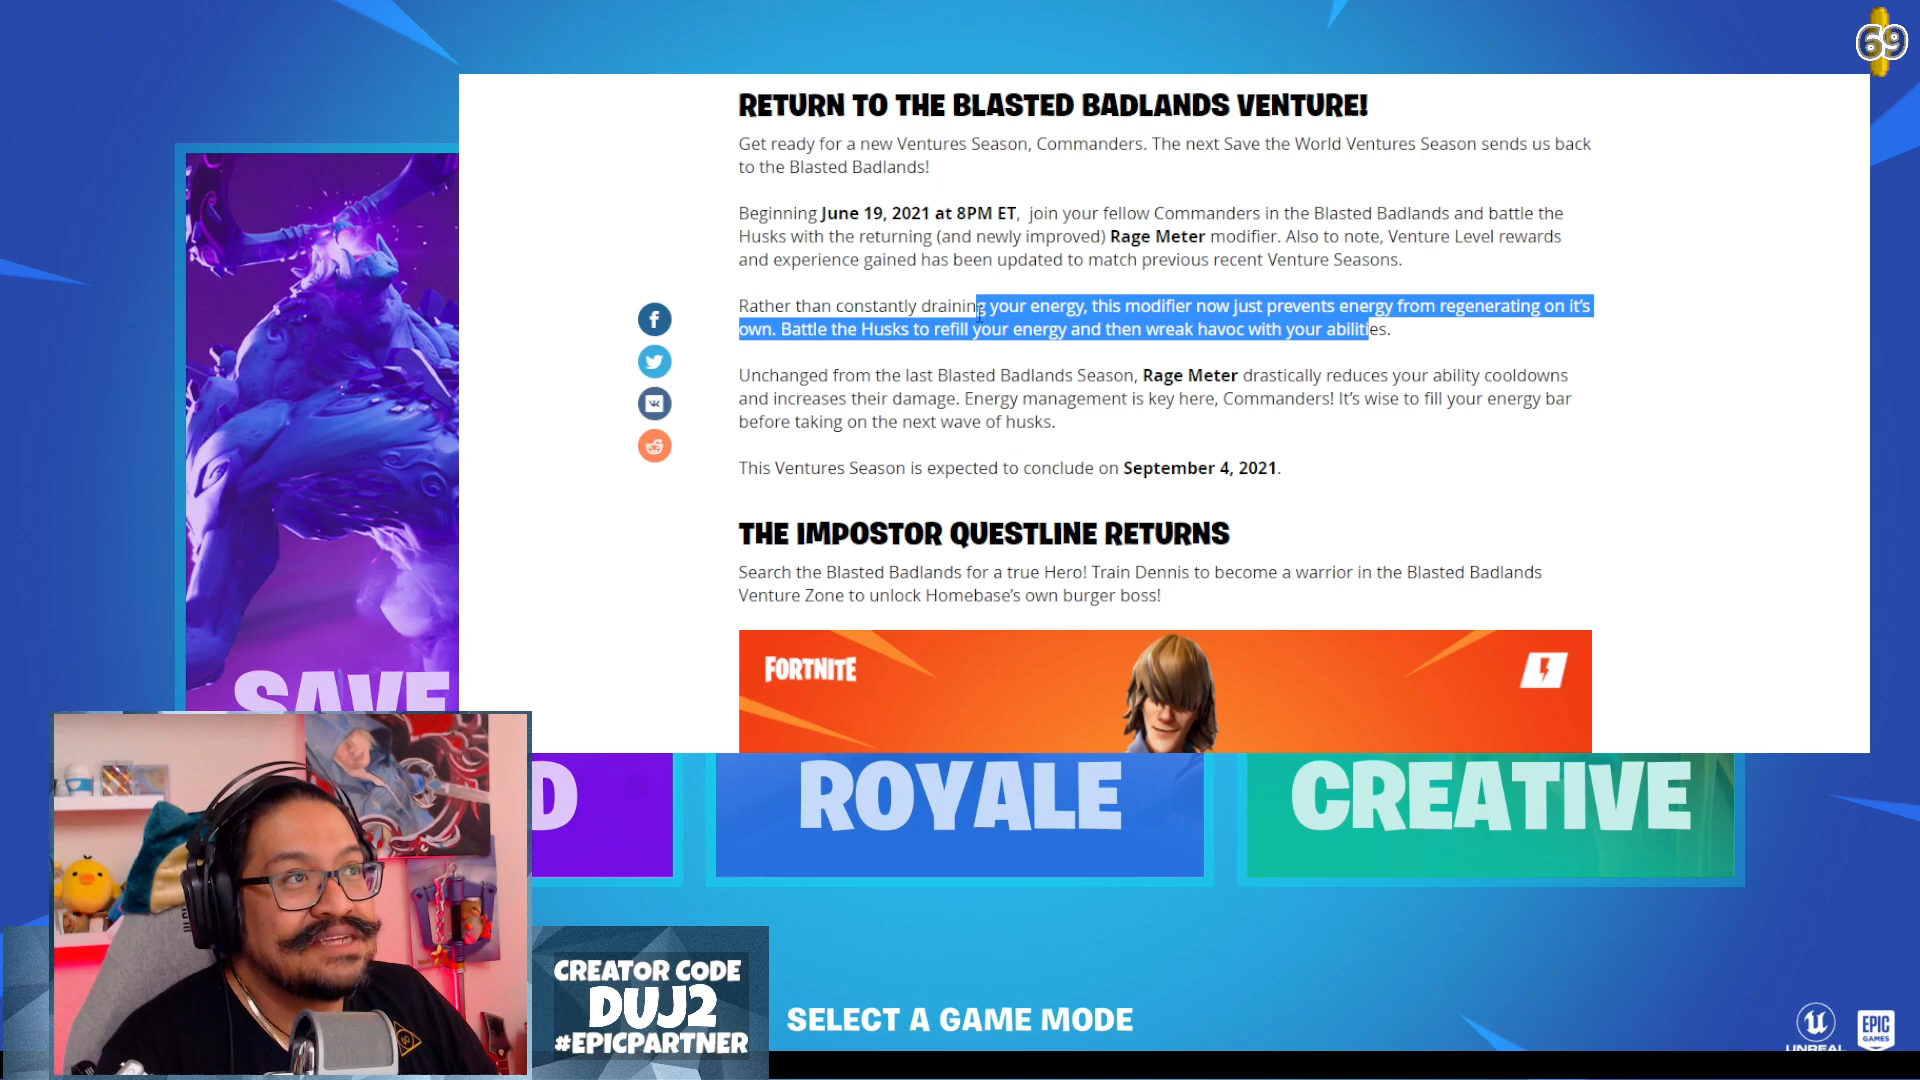 69
RETURN TO THE BLASTED BADLANDS VENTURE!
Get ready for a new Ventures Season, Commanders. The next Save the World Ventures Season sends us back
to the Blasted Badlands!
Beginning June 19, 2021 at 8PM ET, join your fellow Commanders in the Blasted Badlands and battle the
Husks with the returning (and newly improved) Rage Meter modifier. Also to note, Venture Level rewards
and experience gained has been updated to match previous recent Venture Seasons.
Rather than constantly draining your energy, this modifier now just prevents energy from regenerating on it's
own. Battle the Husks to refill your energy and then wreak havoc with your abilities.
Unchanged from the last Blasted Badlands Season, Rage Meter drastically reduces your ability cooldowns
and increases their damage. Energy management is key here, Commanders! It's wise to fill your energy bar
before taking on the next wave of husks.
This Ventures Season is expected to conclude on September 4, 2021.
THE IMPOSTOR QUESTLINE RETURNS
Search the Blasted Badlands for a true Hero! Train Dennis to become a warrior in the Blasted Badlands
Venture Zone to unlock Homebase's own burger boss!
FORTNITE
SAVE
D
ROYALE
CREATIVE
CREATOR CODE
DUJ2
#EPICPARTNER
SELECT A GAME MODE
UNREAL
EPIC
GAMES